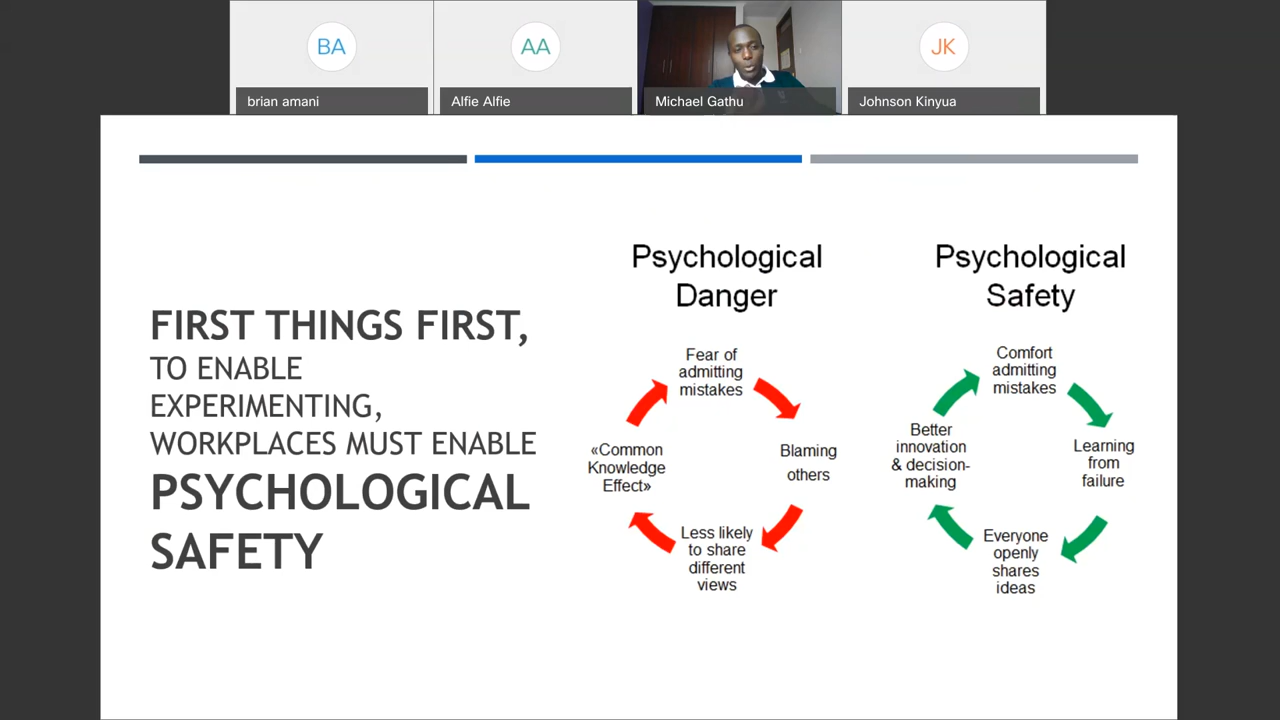 BA
AA
JK
brian amani
Alfie Alfie
Michael Gathu
Johnson Kinyua
FIRST THINGS FIRST,
TO ENABLE
EXPERIMENTING,
WORKPLACES MUST ENABLE
PSYCHOLOGICAL
SAFETY
Psychological
Danger
Fear of
admitting
mistakes
Blaming
others
Less likely
to share
different
views
«Common
Knowledge
Effect»
Psychological
Safety
Comfort
admitting
mistakes
Learning
from
failure
Everyone
openly
shares
ideas
Better
innovation
& decision-
making